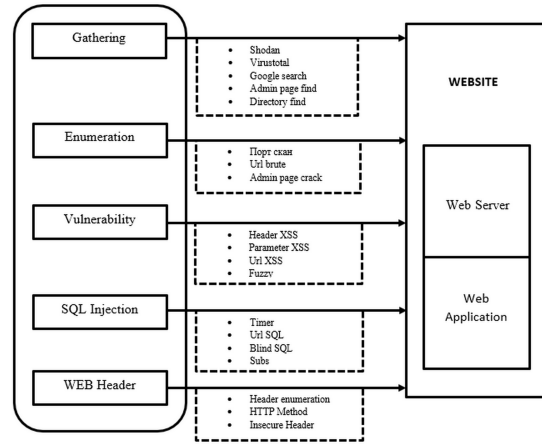 Gathering
Shodan
Virustotal
Google search
Admin page find
Directory find
Enumeration
Порт скан
Url brute
Admin page crack
Vulnerability
Header XSS
Parameter XSS
Url XSS
Fuzzy
SQL Injection
Timer
Url SQL
Blind SQL
Subs
WEB Header
Header enumeration
HTTP Method
Insecure Header
WEBSITE
Web Server
Web
Application